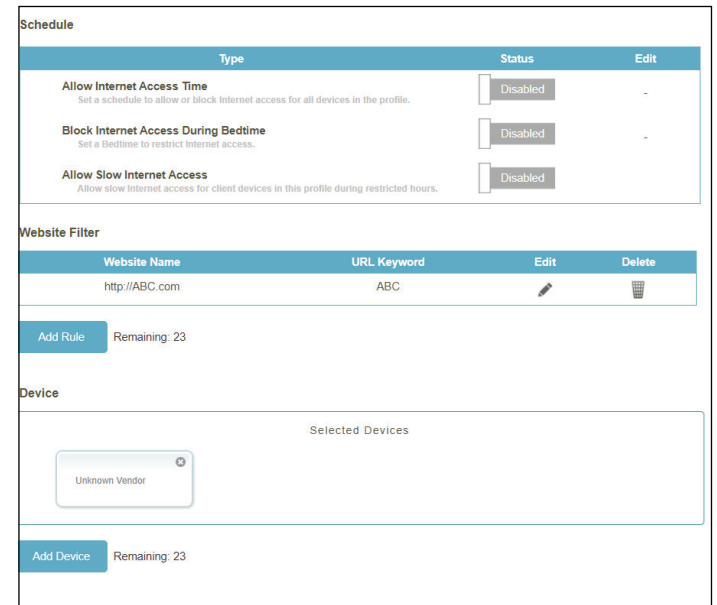 Schedule
Type Status Edit
Allow Internet Access Time
Set a schedule to allow or block Internet access for all devices in the profile.
Disabled
-
Block Internet Access During Bedtime
Set a Bedtime to restrict Internet access.
Disabled
-
Allow Slow Internet Access
Allow slow Internet access for client devices in this profile during restricted hours.
Disabled
Website Filter
Website Name URL Keyword Edit Delete
http://ABC.com ABC
Add Rule Remaining: 23
Device
Selected Devices
Unknown Vendor
Add Device Remaining: 23